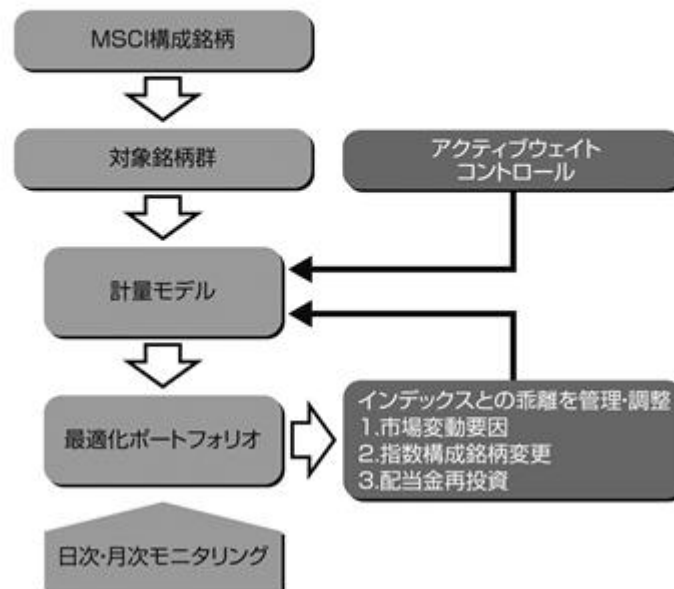 MSCI構成銘柄
対象銘柄群
アクティブウェイト
コントロール
計量モデル
最適化ポートフォリオ
インデックスとの乖離を管理・調整
1.市場変動要因
2.指数構成銘柄変更
3.配当金再投資
日次・月次モニタリング